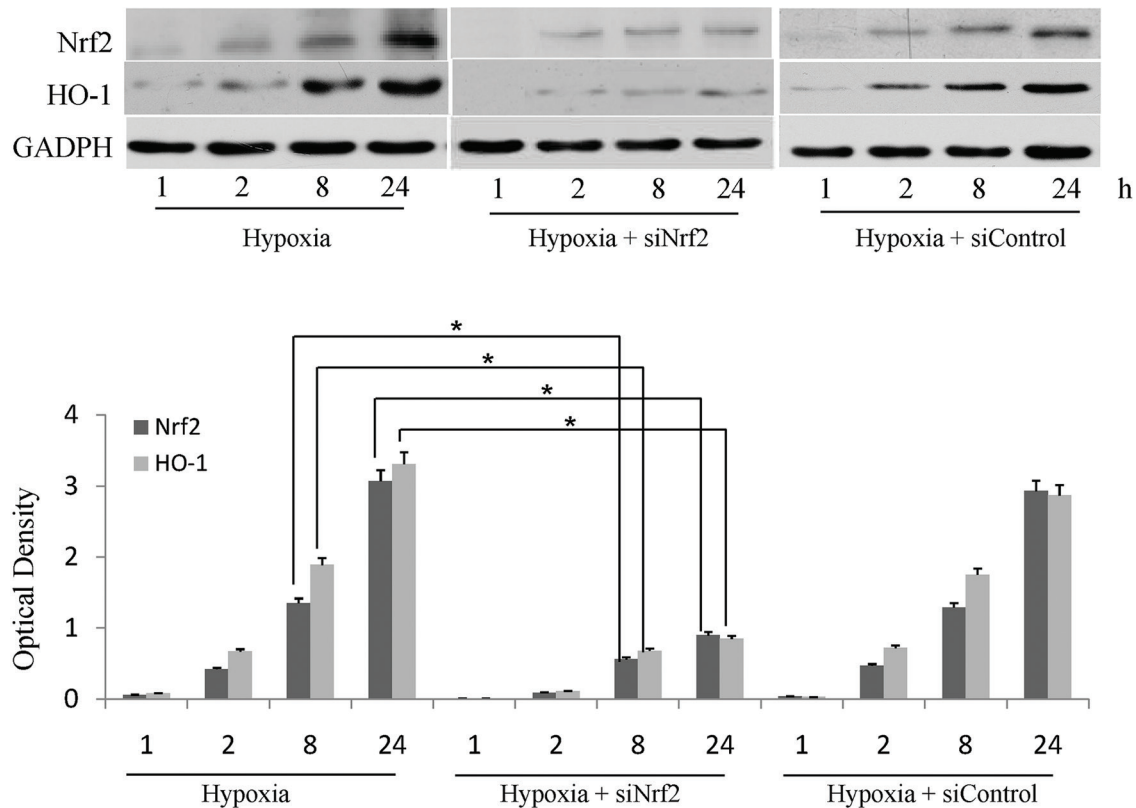 Nrf2
HO-1
GADPH
1 2 8 24 1 2 8 24 1 2 8 24 h
Hypoxia Hypoxia + siNrf2 Hypoxia + siControl
*
*
*
*
4
Nrf2
HO-1
3
2
1
0
Optical Density
1 2 8 24 1 2 8 24 1 2 8 24
Hypoxia Hypoxia + siNrf2 Hypoxia + siControl